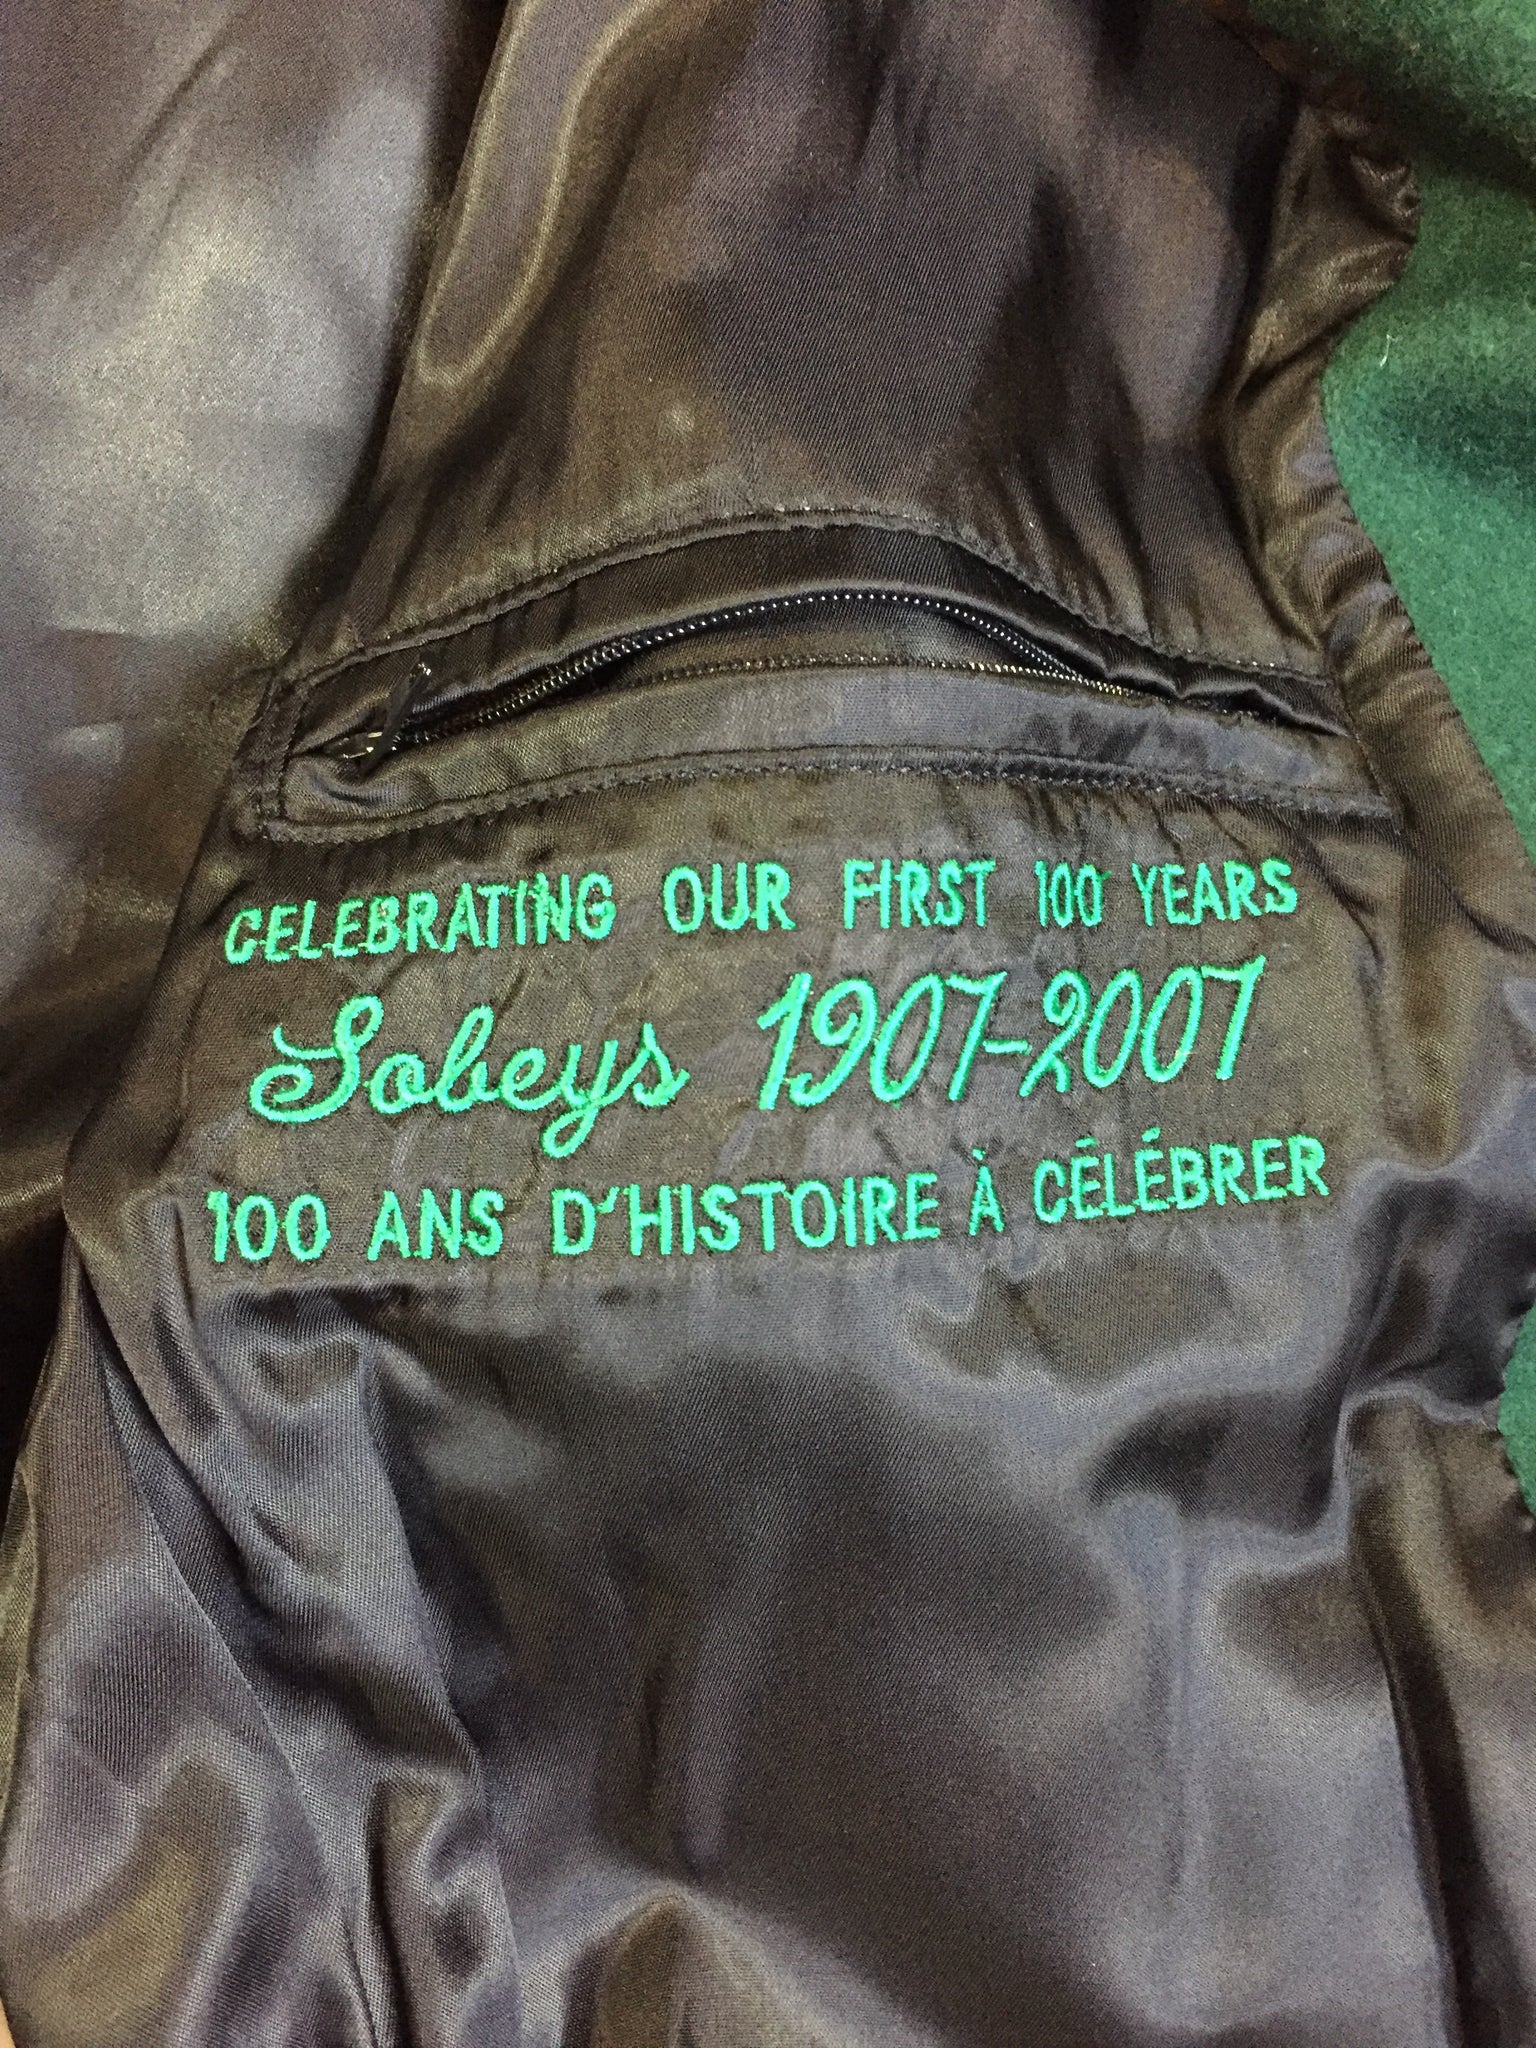 CELEBRATING OUR FIRST 100 YEARS
Sobeys 1907-2007
100 ANS D'HISTOIRE À CÉLÉBRER